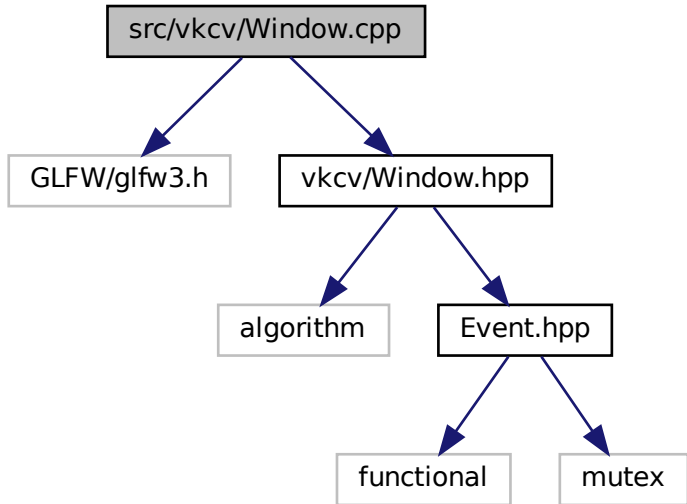 src/vkcv/Window.cpp
GLFW/glfw3.h
vkcv/Window.hpp
algorithm
Event.hpp
functional
mutex